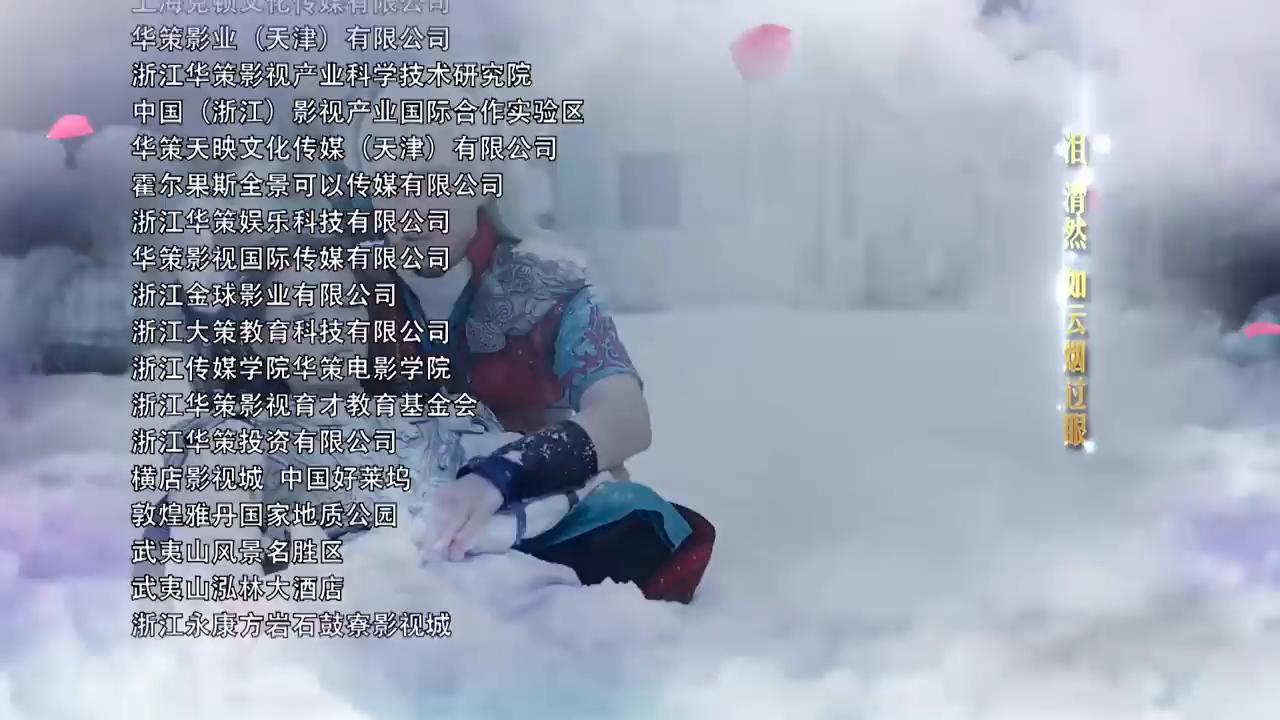 华策影业（天津）有限公司
浙江华策影视产业科学技术研究院
中国（浙江）影视产业国际合作实验区
华策天映文化传媒（天津）有限公司
霍尔果斯全景可以传媒有限公司
浙江华策娱乐科技有限公司
华策影视国际传媒有限公司
浙江金球影业有限公司
浙江大策教育科技有限公司
浙江传媒学院华策电影学院
浙江华策影视育才教育基金会
浙江华策投资有限公司
横店影视城 中国好莱坞
敦煌雅丹国家地质公园
武夷山风景名胜区
武夷山泓林大酒店
浙江永康方岩石鼓寮影视城
泪 潸然 如云烟过眼